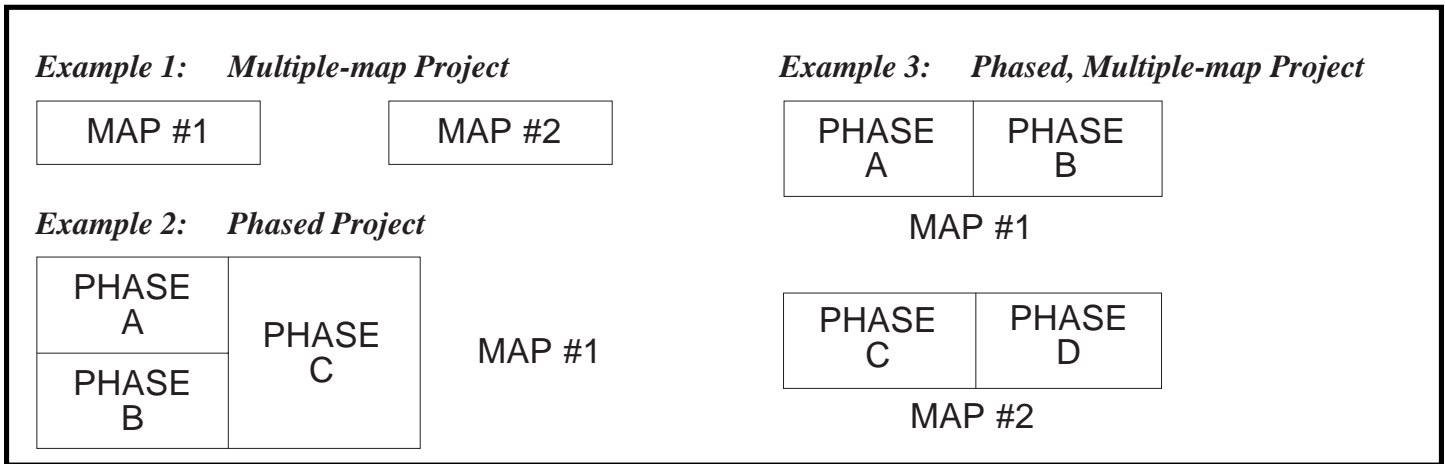 Example 1: Multiple-map Project
MAP #1
MAP #2
Example 2: Phased Project
PHASE
A
PHASE
B
PHASE
C
MAP #1
Example 3: Phased, Multiple-map Project
PHASE
A
PHASE
B
MAP #1
PHASE
C
PHASE
D
MAP #2